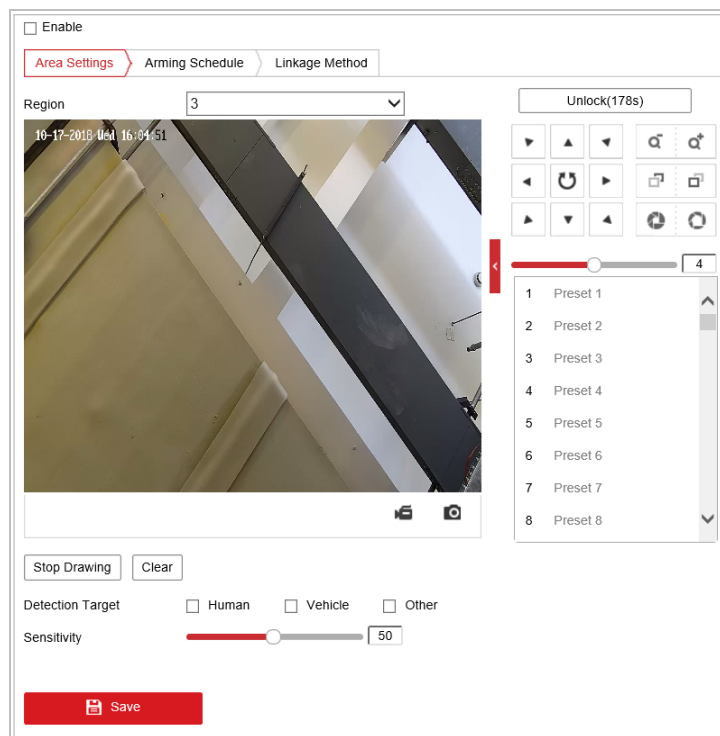 Enable
Area Settings Arming Schedule Linkage Method
Region 3
Unlock(178s)
10-17-2018 Wed 16:04:51
4
1 Preset 1
2 Preset 2
3 Preset 3
4 Preset 4
5 Preset 5
6 Preset 6
7 Preset 7
8 Preset 8
Stop Drawing Clear
Detection Target Human Vehicle Other
Sensitivity 50
Save